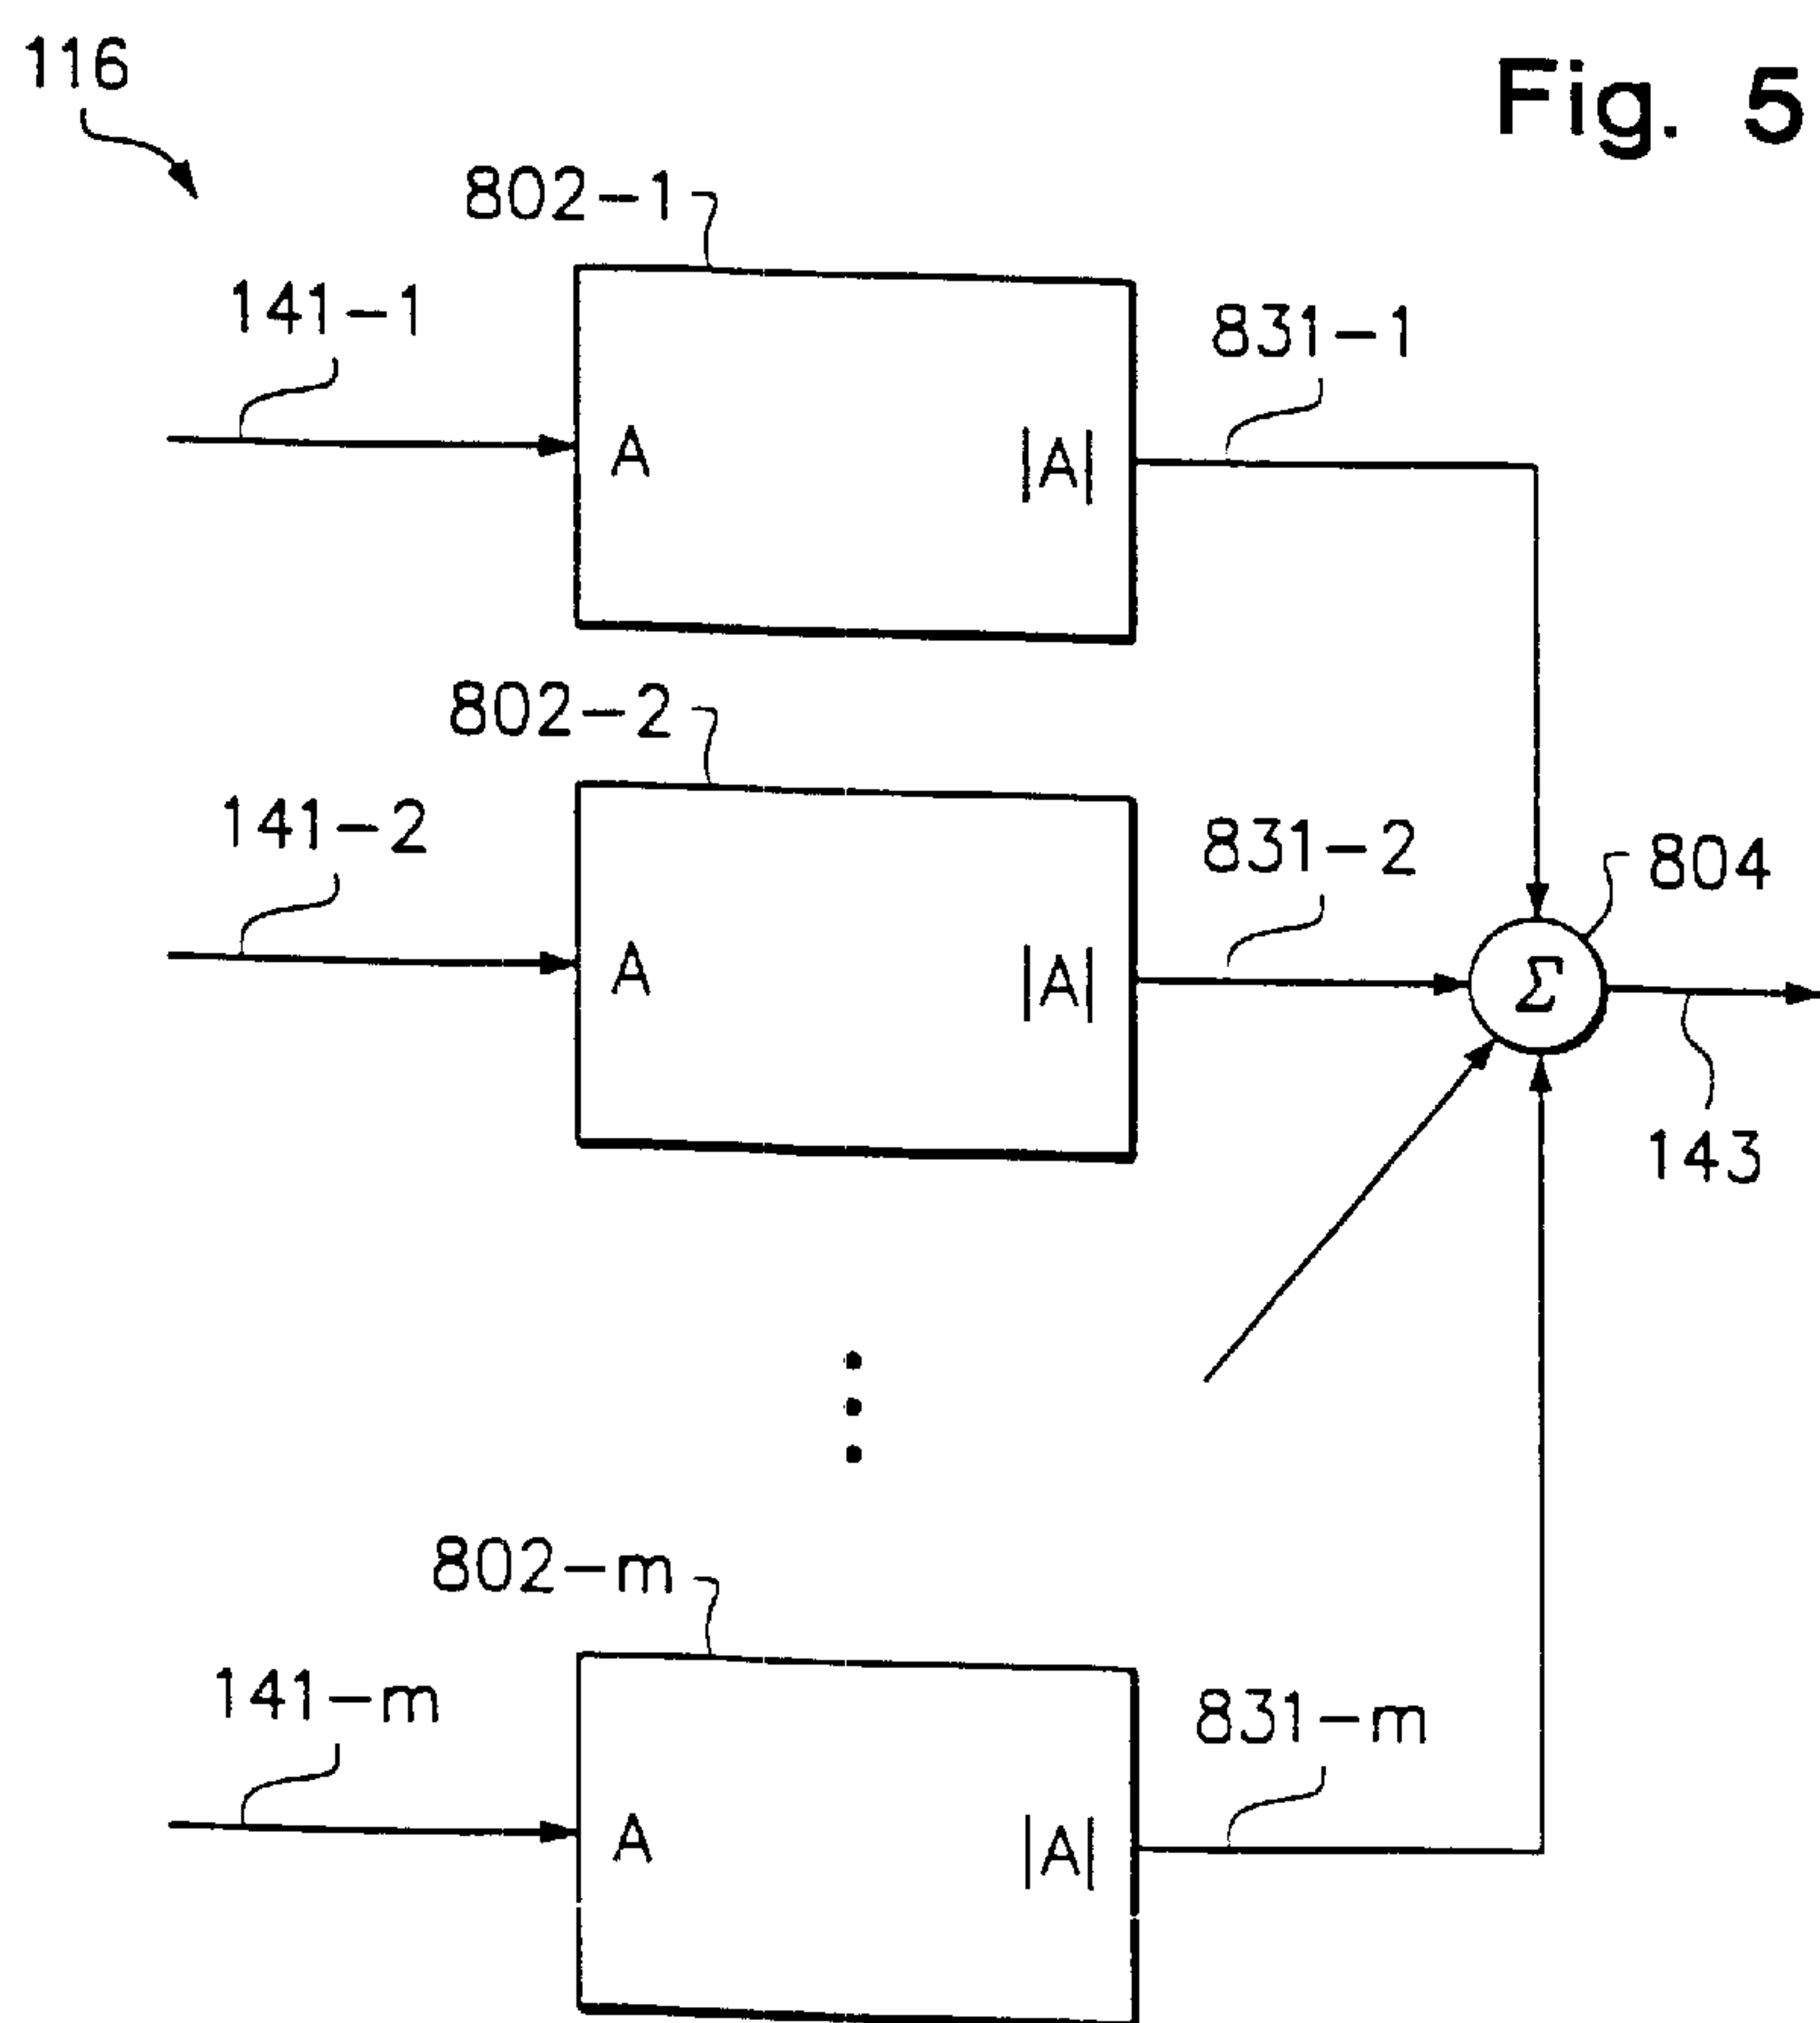 116
Fig. 5
802-1
141-1
831-1
A
|A|
802-2
141-2
831-2
804
A
|A|
Σ
143
802-m
141-m
831-m
A
|A|